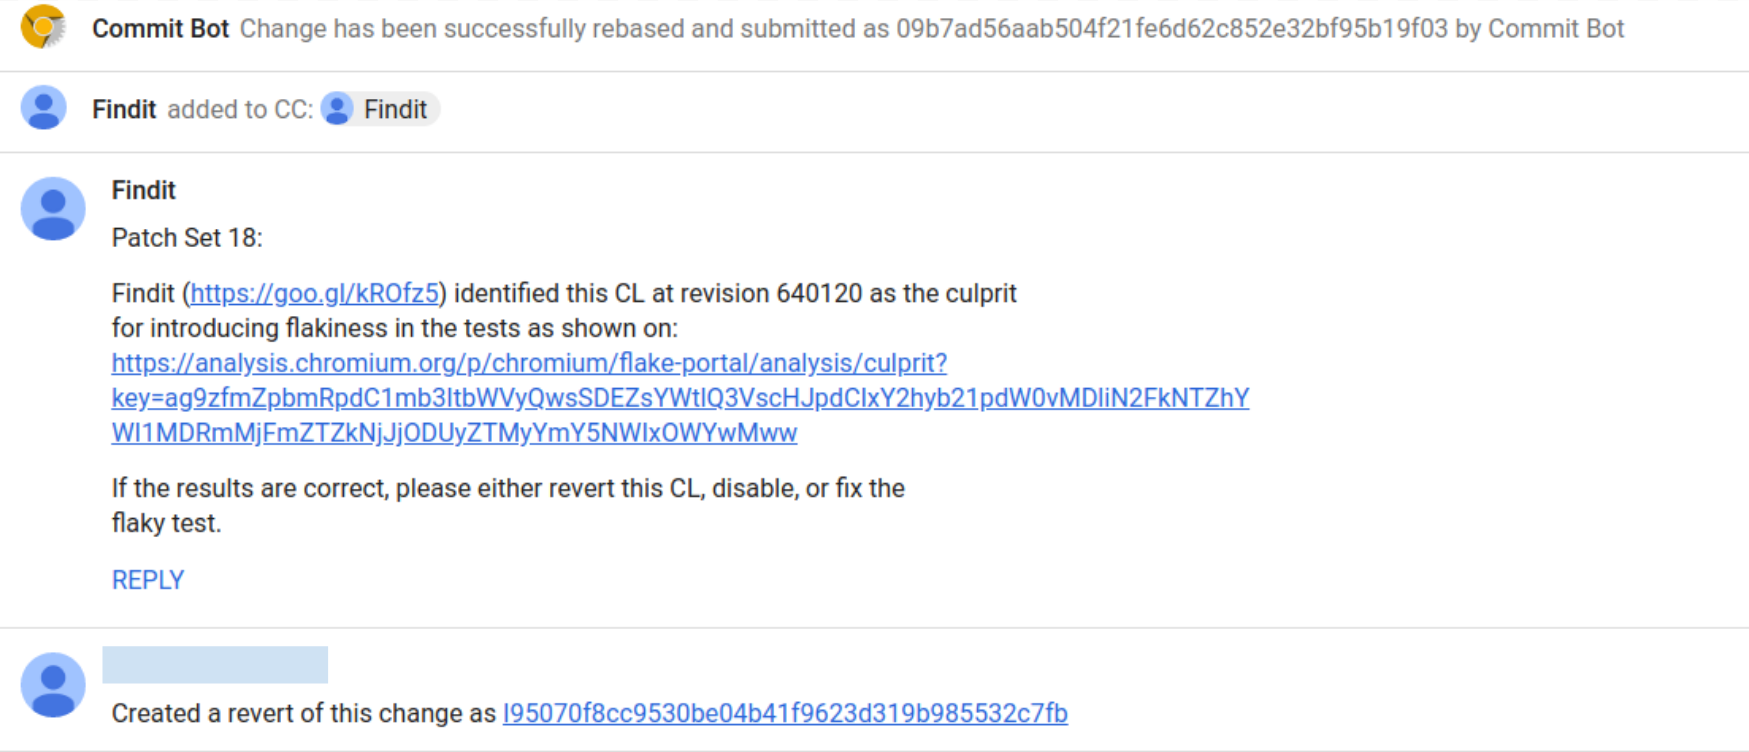 Commit Bot Change has been successfully rebased and submitted as 09b7ad56aab504f21fe6d62c852e32bf95b19f03 by Commit Bot
Findit added to CC: Findit
Findit
Patch Set 18:
Findit (https://goo.gl/kROfz5) identified this CL at revision 640120 as the culprit
for introducing flakiness in the tests as shown on:
https://analysis.chromium.org/p/chromium/flake-portal/analysis/culprit?
key=ag9zfmZpbmRpdC1mb3ItbWVyQwsSDEZsYWtlQ3VscHJpdCIxY2hyb21pdW0vMDliN2FkNTZhY
WI1MDRmMjFmZTZkNjJjODUyZTMyYmY5NWIxOWYwMww
If the results are correct, please either revert this CL, disable, or fix the
flaky test.
REPLY
Created a revert of this change as I95070f8cc9530be04b41f9623d319b985532c7fb